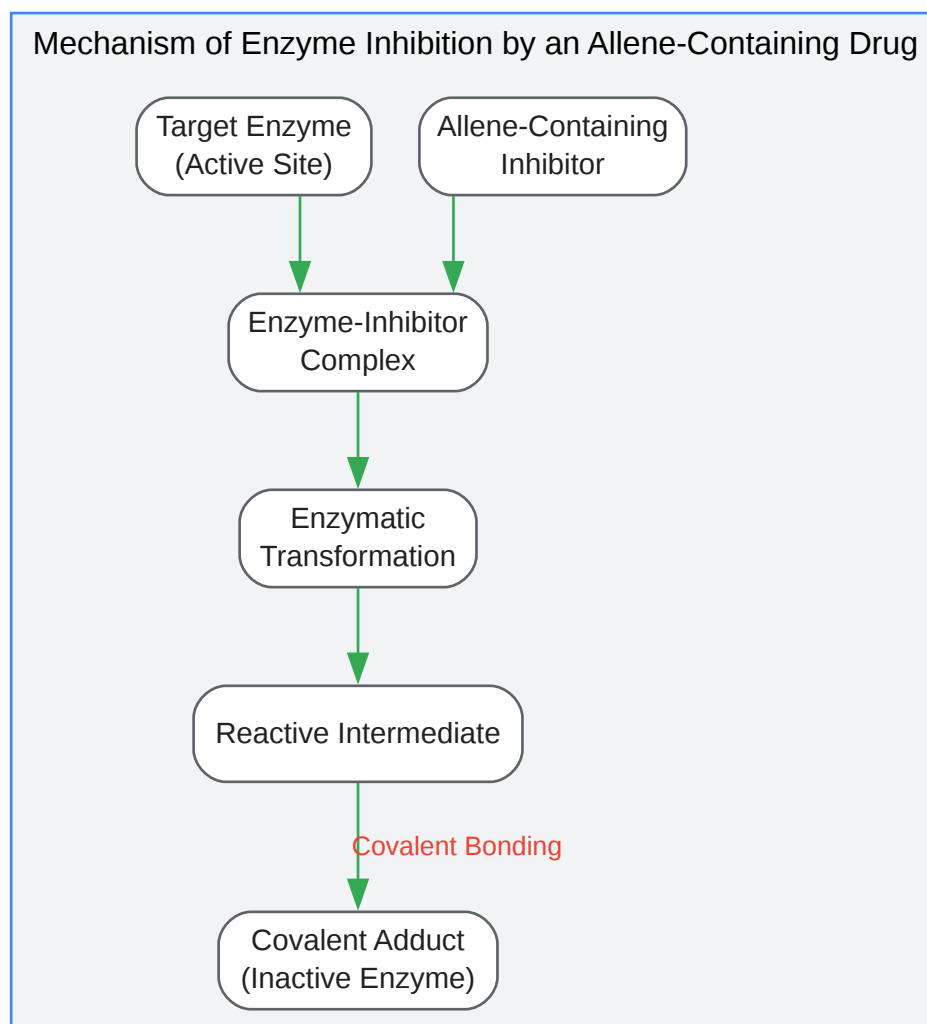 Mechanism of Enzyme Inhibition by an Allene-Containing Drug
Target Enzyme
(Active Site)
Allene-Containing
Inhibitor
Enzyme-Inhibitor
Complex
Enzymatic
Transformation
Reactive Intermediate
Covalent Bonding
Covalent Adduct
(Inactive Enzyme)